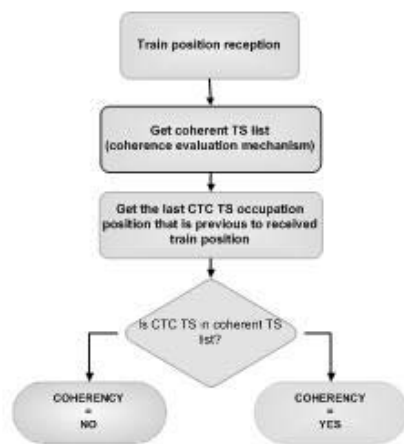 Train position reception
Get coherent TS list
(coherence evaluation mechanism)
Get the last CTC TS occupation
position that is previous to received
train position
Is CTC TS in coherent TS
list?
COHERENCY
=
NO
COHERENCY
=
YES